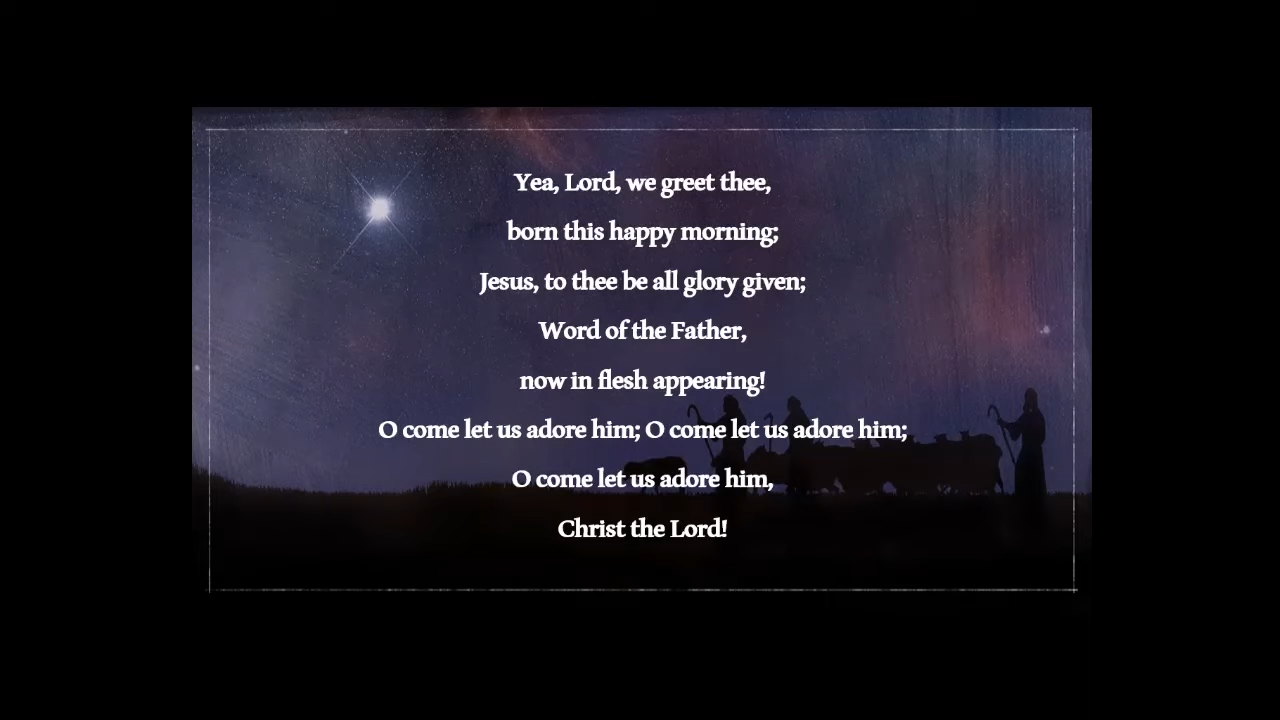 Yea, Lord, we greet thee,
born this happy morning;
Jesus, to thee be all glory given;
Word of the Father,
now in flesh appearing!
O come let us adore him; O come let us adore him;
O come let us adore him,
Christ the Lord!